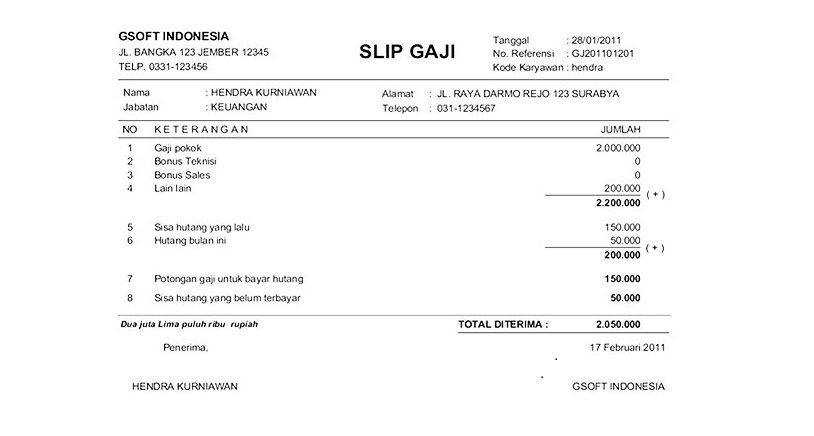 GSOFT INDONESIA
JL. BANGKA 123 JEMBER 12345
TELP. 0331-123456
SLIP GAJI
Tanggal : 28/01/2011
No. Referensi : GJ201101201
Kode Karyawan : hendra
Nama : HENDRA KURNIAWAN Alamat : JL. RAYA DARMO REJO 123 SURABYA
Jabatan : KEUANGAN Telepon : 031-1234567
NO KETERANGAN JUMLAH
1 Gaji pokok 2.000.000
2 Bonus Teknisi 0
3 Bonus Sales 0
4 Lain lain 200.000
( + )
2.200.000
5 Sisa hutang yang lalu 150.000
6 Hutang bulan ini 50.000
( + )
200.000
7 Potongan gaji untuk bayar hutang 150.000
8 Sisa hutang yang belum terbayar 50.000
Dua juta Lima puluh ribu rupiah TOTAL DITERIMA : 2.050.000
Penerima, 17 Februari 2011
HENDRA KURNIAWAN GSOFT INDONESIA